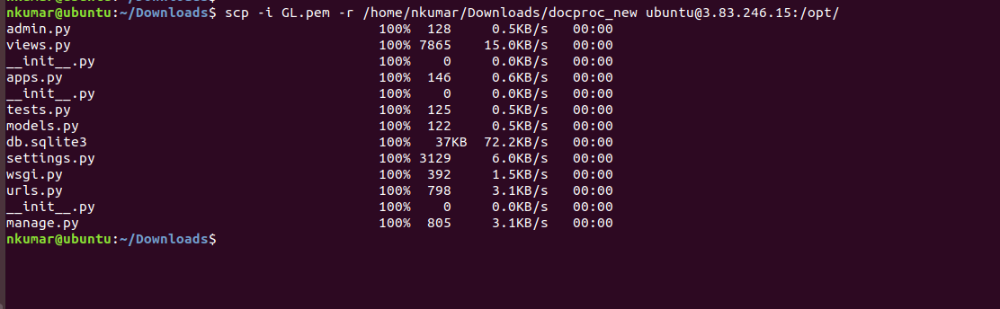 nkumar@ubuntu:~/Downloads$
nkumar@ubuntu:~/Downloads$ scp -i GL.pem -r /home/nkumar/Downloads/docproc_new ubuntu@3.83.246.15:/opt/
admin.py 100% 128 0.5KB/s 00:00
views.py 100% 7865 15.0KB/s 00:00
__init__.py 100% 0 0.0KB/s 00:00
apps.py 100% 146 0.6KB/s 00:00
__init__.py 100% 0 0.0KB/s 00:00
tests.py 100% 125 0.5KB/s 00:00
models.py 100% 122 0.5KB/s 00:00
db.sqlite3 100% 37KB 72.2KB/s 00:00
settings.py 100% 3129 6.0KB/s 00:00
wsgi.py 100% 392 1.5KB/s 00:00
urls.py 100% 798 3.1KB/s 00:00
__init__.py 100% 0 0.0KB/s 00:00
manage.py 100% 805 3.1KB/s 00:00
nkumar@ubuntu:~/Downloads$